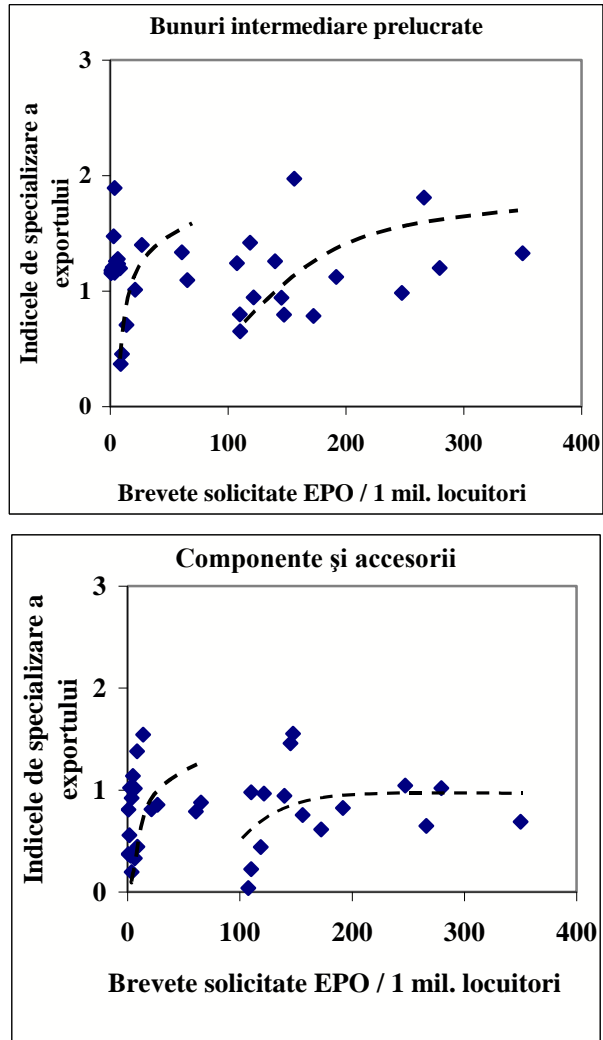 Bunuri intermediare prelucrate
Indicele de specializare a
exportului
3
2
1
0
0 100 200 300 400
Brevete solicitate EPO / 1 mil. locuitori
Componente şi accesorii
Indicele de specializare a
exportului
3
2
1
0
0 100 200 300 400
Brevete solicitate EPO / 1 mil. locuitori